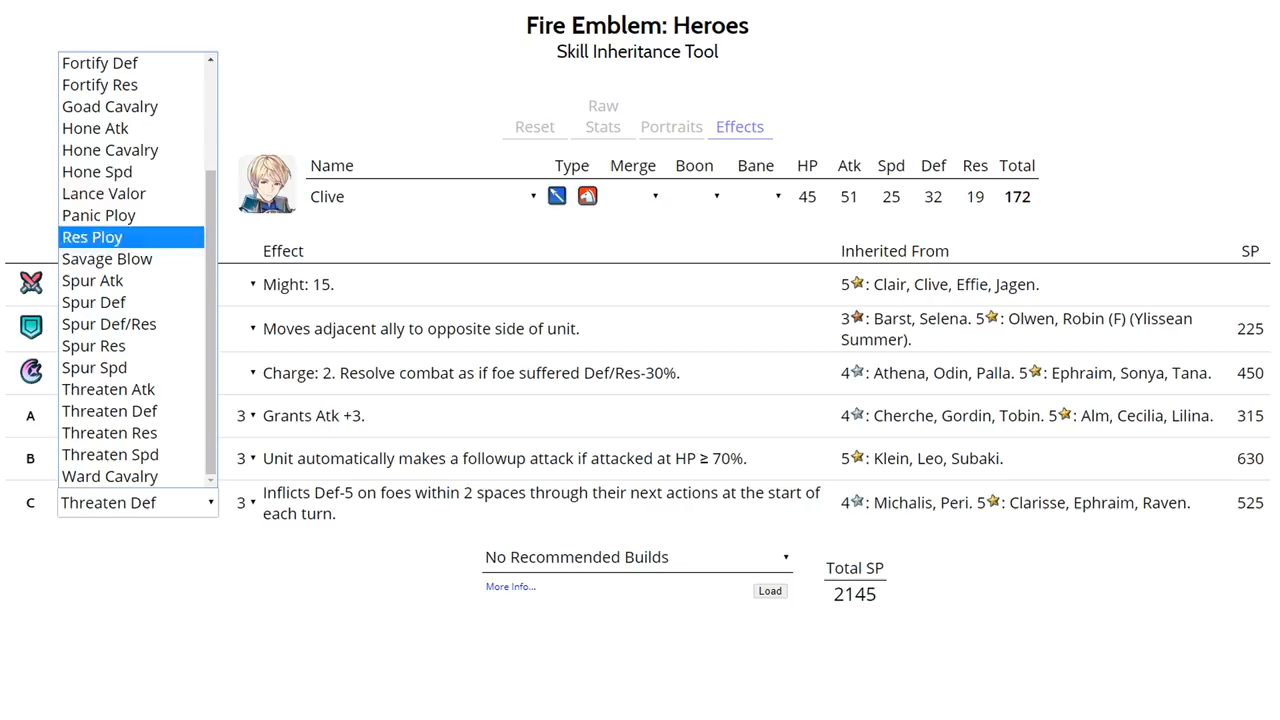 Fire Emblem: Heroes
Skill Inheritance Tool
Reset
Raw
Stats
Portraits
Effects
Name Type Merge Boon Bane HP Atk Spd Def Res Total
Clive 45 51 25 32 19 172
Effect Inherited From SP
Might: 15. 5: Clair, Clive, Effie, Jagen.
Moves adjacent ally to opposite side of unit. 3: Barst, Selena. 5: Olwen, Robin (F) (Ylissean
Summer). 225
Charge: 2. Resolve combat as if foe suffered Def/Res-30%. 4: Athena, Odin, Palla. 5: Ephraim, Sonya, Tana. 450
A 3 Grants Atk +3. 4: Cherche, Gordin, Tobin. 5: Alm, Cecilia, Lilina. 315
B 3 Unit automatically makes a followup attack if attacked at HP ≥ 70%. 5: Klein, Leo, Subaki. 630
C Threaten Def 3 Inflicts Def-5 on foes within 2 spaces through their next actions at the start of
each turn. 4: Michalis, Peri. 5: Clarisse, Ephraim, Raven. 525
Fortify Def
Fortify Res
Goad Cavalry
Hone Atk
Hone Cavalry
Hone Spd
Lance Valor
Panic Ploy
Res Ploy
Savage Blow
Spur Atk
Spur Def
Spur Def/Res
Spur Res
Spur Spd
Threaten Atk
Threaten Def
Threaten Res
Threaten Spd
Ward Cavalry
No Recommended Builds
More Info...
Load
Total SP
2145